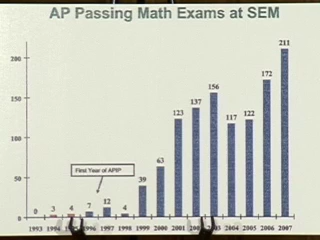 AP Passing Math Exams at SEM
200
150
100
50
0
0 3 4 7 12 4 39 63 123 137 156 117 122 172 211
First Year of APIP
1993 1994 1995 1996 1997 1998 1999 2000 2001 2002 2003 2004 2005 2006 2007